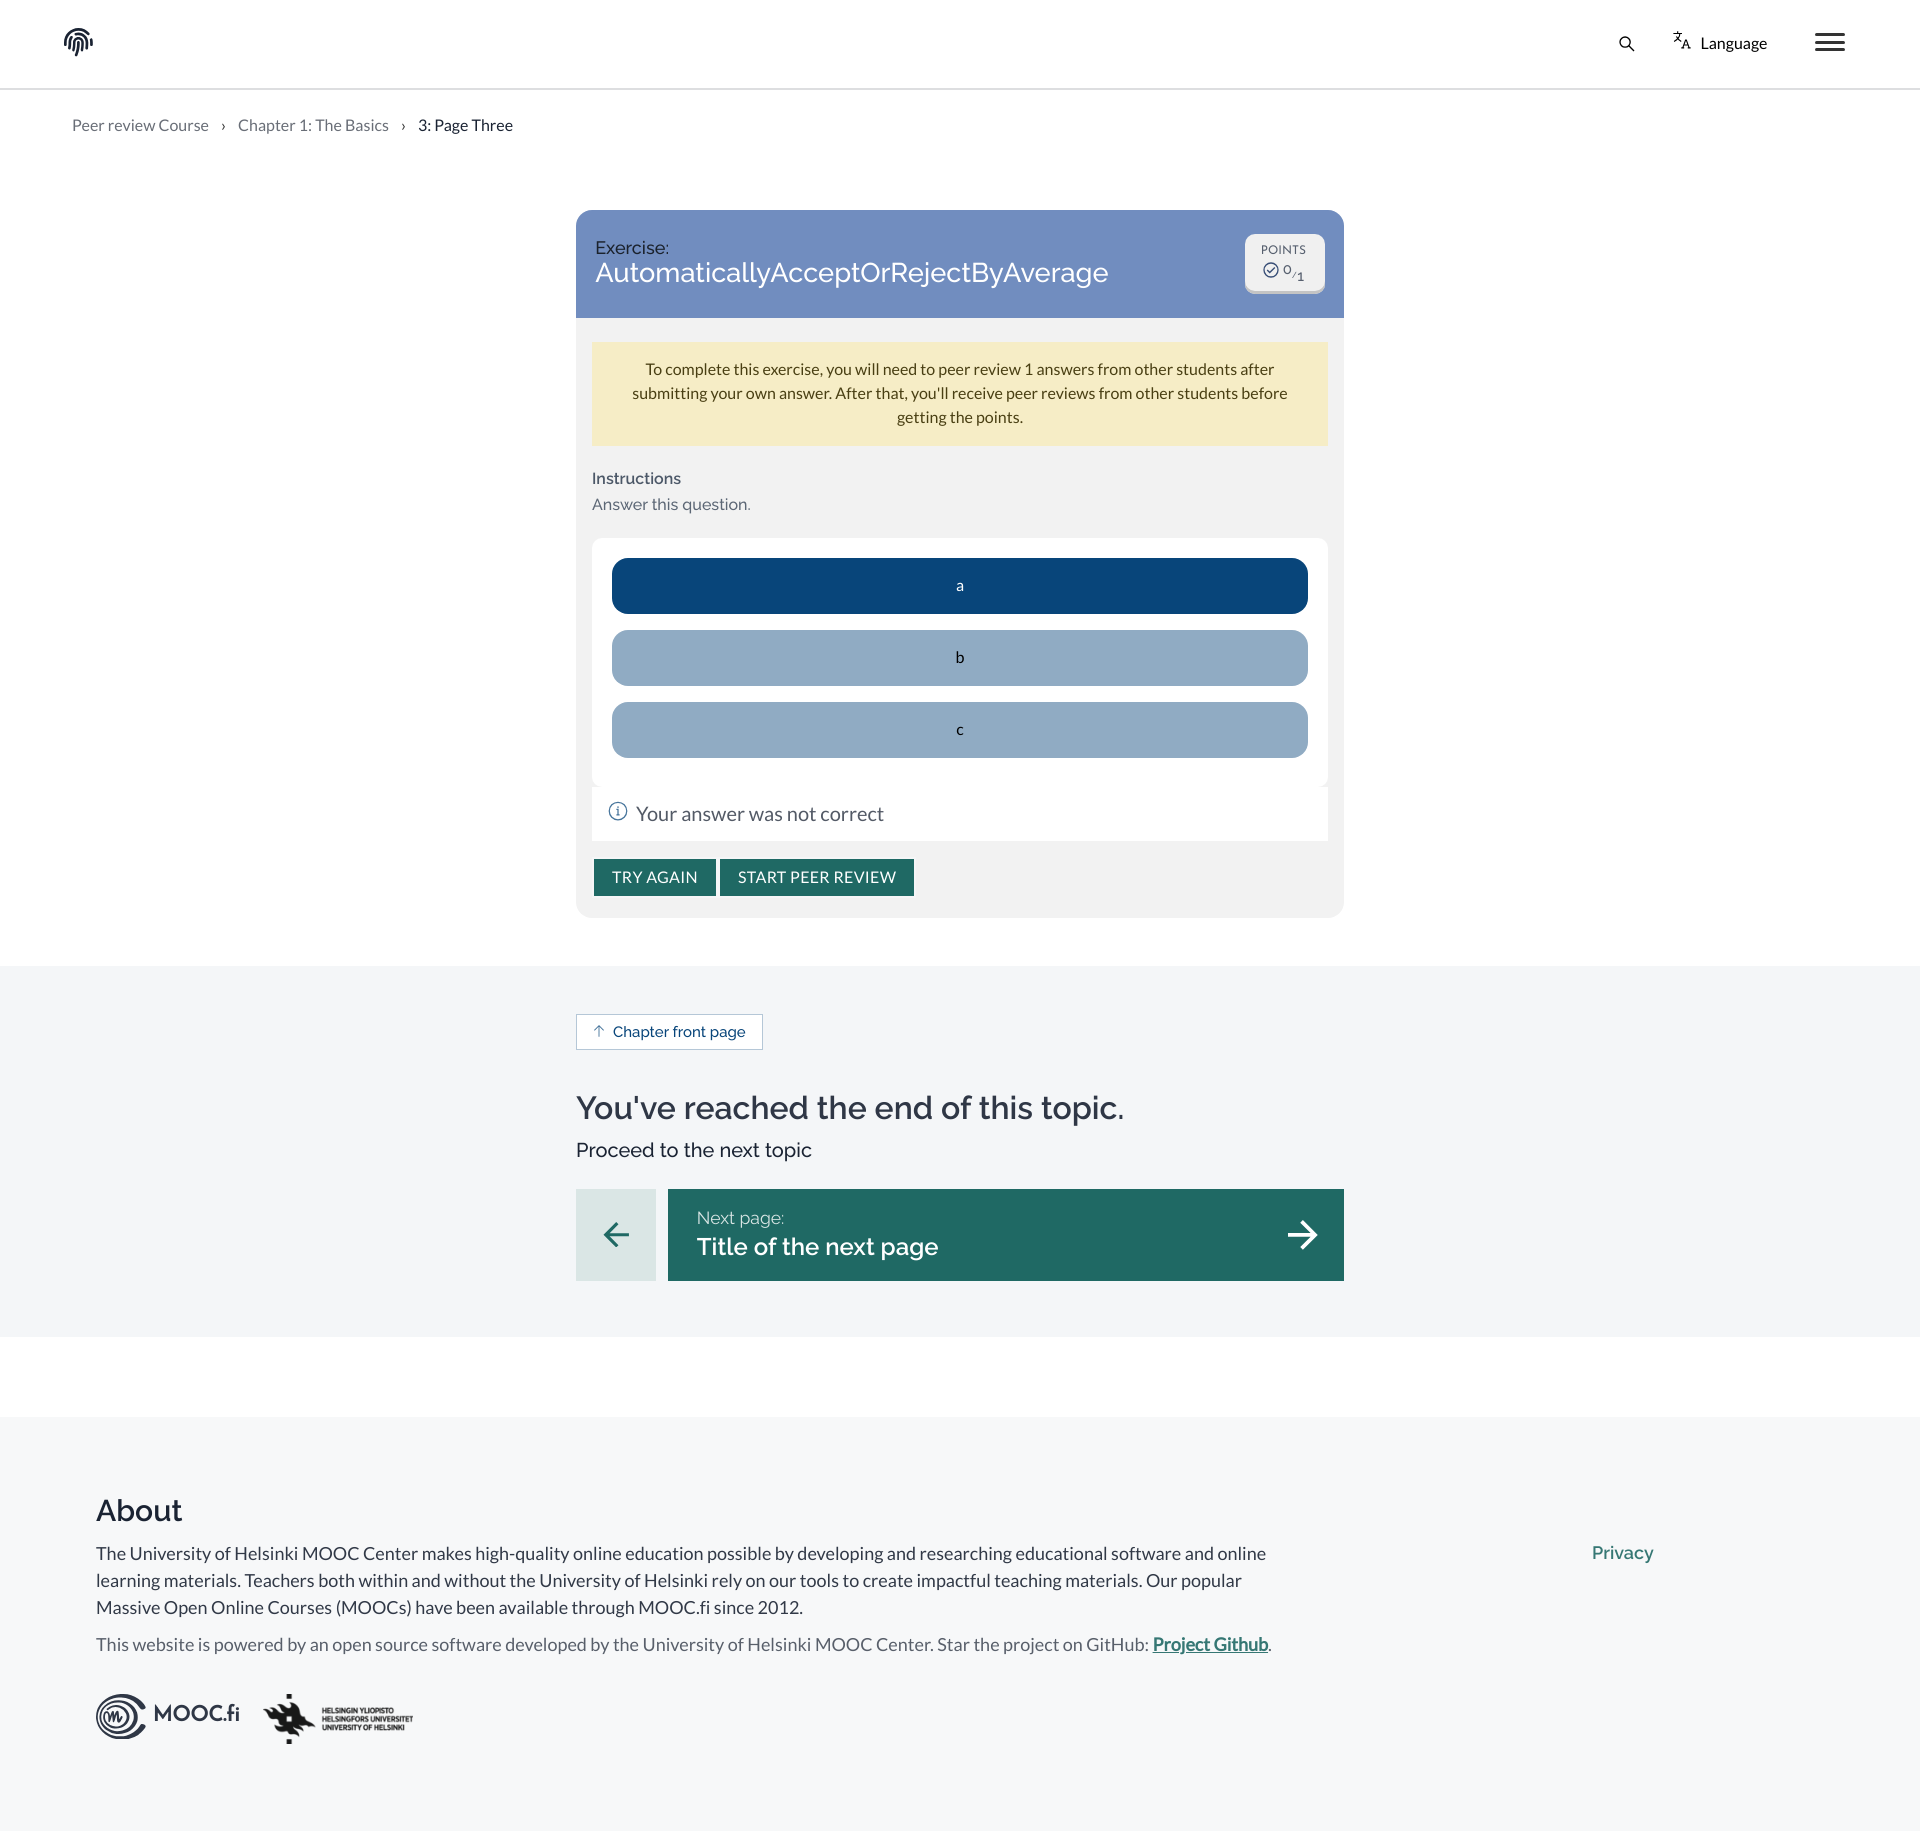 Language
Peer review Course › Chapter 1: The Basics › 3: Page Three
Exercise:
AutomaticallyAcceptOrRejectByAverage
POINTS
0/1
To complete this exercise, you will need to peer review 1 answers from other students after
submitting your own answer. After that, you'll receive peer reviews from other students before
getting the points.
Instructions
Answer this question.
a
b
c
Your answer was not correct
TRY AGAIN START PEER REVIEW
Chapter front page
You've reached the end of this topic.
Proceed to the next topic
Next page:
Title of the next page
About
The University of Helsinki MOOC Center makes high-quality online education possible by developing and researching educational software and online
learning materials. Teachers both within and without the University of Helsinki rely on our tools to create impactful teaching materials. Our popular
Massive Open Online Courses (MOOCs) have been available through MOOC.fi since 2012.
Privacy
This website is powered by an open source software developed by the University of Helsinki MOOC Center. Star the project on GitHub: Project Github.
MOOC.fi
HELSINGIN YLIOPISTO
HELSINGFORS UNIVERSITET
UNIVERSITY OF HELSINKI